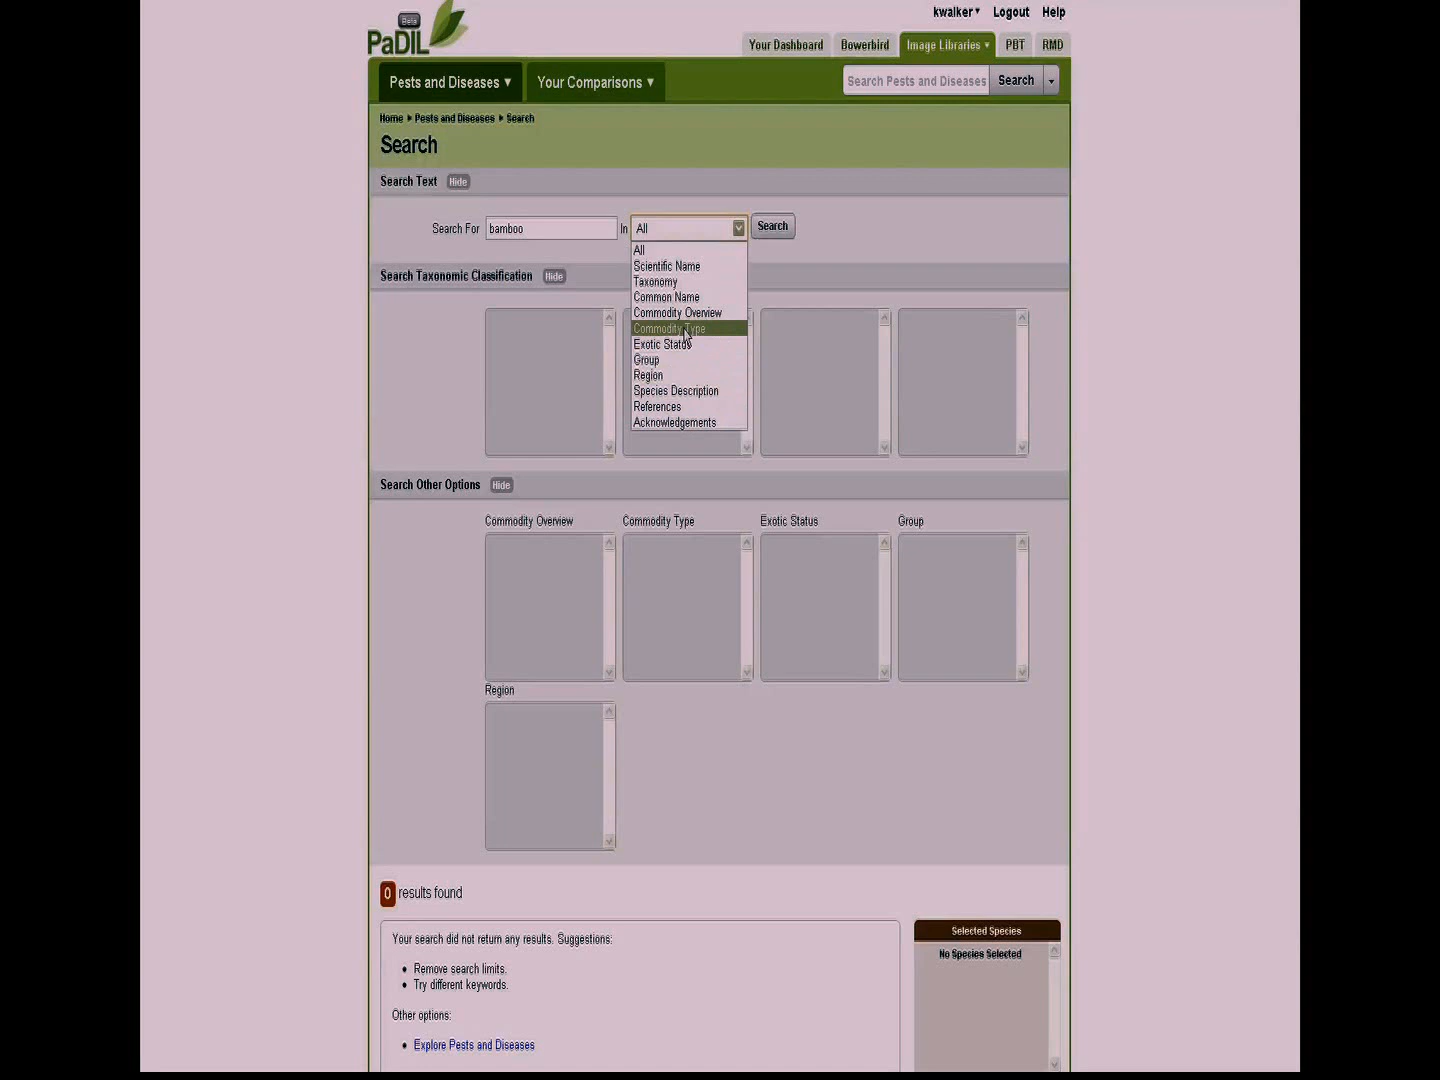 Beta
PaDIL
kwalker ▾ Logout Help
Your Dashboard Bowerbird Image Libraries ▾ PBT RMD
Pests and Diseases ▾ Your Comparisons ▾ Search Pests and Diseases Search
Home ▸ Pests and Diseases ▸ Search
Search
Search Text Hide
Search For bamboo In All Search
All
Scientific Name
Taxonomy
Common Name
Commodity Overview
Commodity Type
Exotic Status
Group
Region
Species Description
References
Acknowledgements
Search Taxonomic Classification Hide
Search Other Options Hide
Commodity Overview Commodity Type Exotic Status Group
Region
0 results found
Your search did not return any results. Suggestions:
• Remove search limits.
• Try different keywords.
Other options:
• Explore Pests and Diseases
Selected Species
No Species Selected